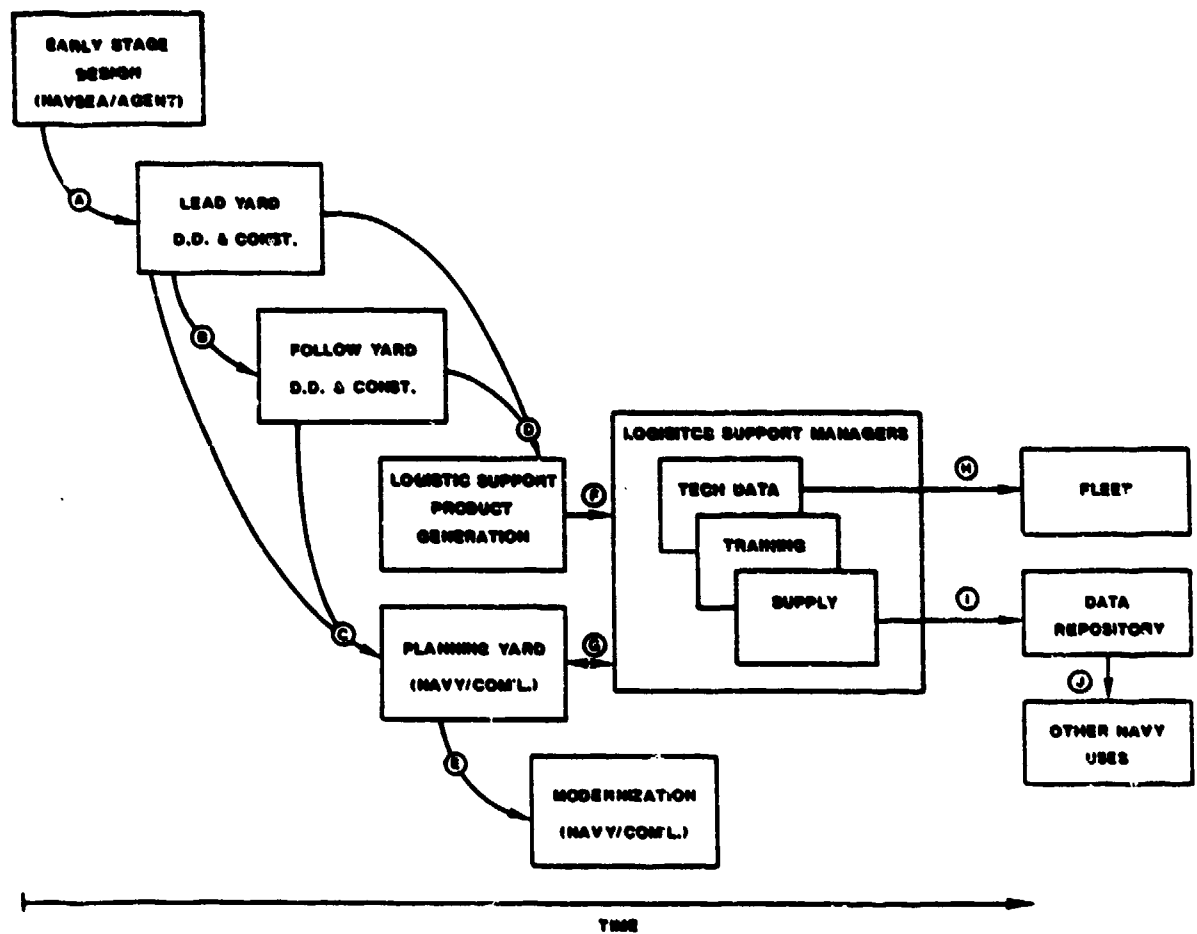 EARLY STAGE
DESIGN
(NAVSEA/AGENT)
A
LEAD YARD
D.D. & CONST.
B
FOLLOW YARD
D.D. & CONST.
D
LOGISTIC SUPPORT
PRODUCT
GENERATION
F
LOGISITCS SUPPORT MANAGERS
TECH DATA
TRAINING
SUPPLY
H
FLEET
I
DATA
REPOSITORY
J
OTHER NAVY
USES
C
PLANNING YARD
(NAVY/COM'L.)
G
E
MODERNIZATION
(NAVY/COM'L.)
TIME